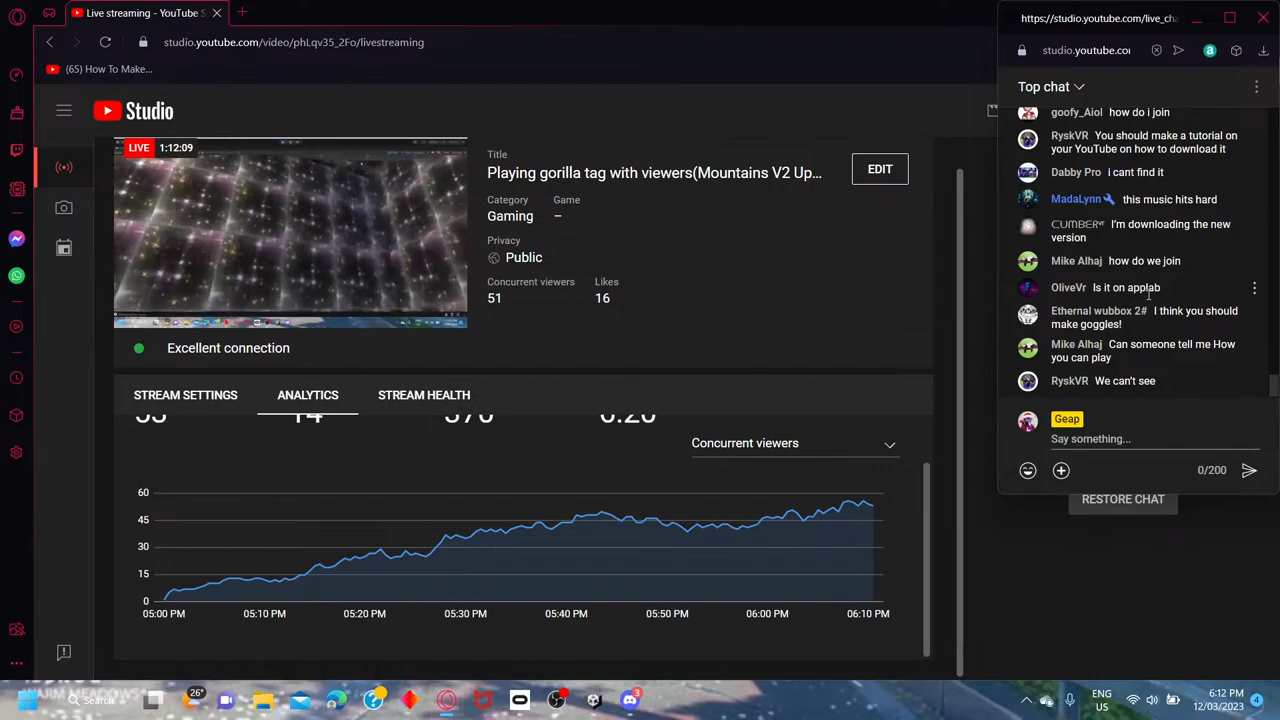 Live streaming - YouTube S
https://studio.youtube.com/live_cha
studio.youtube.com/video/phLqv35_2Fo/livestreaming
studio.youtube.coi
(65) How To Make...
Studio
Top chat
LIVE 1:12:09
Title
Playing gorilla tag with viewers(Mountains V2 Up...
EDIT
Category
Game
Gaming
–
Privacy
Public
Concurrent viewers
Likes
51
16
Excellent connection
STREAM SETTINGS
ANALYTICS
STREAM HEALTH
Concurrent viewers
60
45
30
15
0
05:00 PM
05:10 PM
05:20 PM
05:30 PM
05:40 PM
05:50 PM
06:00 PM
06:10 PM
goofy_Aiol how do i join
RyskVR You should make a tutorial on
your YouTube on how to download it
Dabby Pro i cant find it
MadaLynn this music hits hard
CUMBERVR I'm downloading the new
version
Mike Alhaj how do we join
OliveVr Is it on applab
Ethernal wubbox 2# I think you should
make goggles!
Mike Alhaj Can someone tell me How
you can play
RyskVR We can't see
Geap
Say something...
0/200
RESTORE CHAT
Search
26°
3
ENG
US
6:12 PM
12/03/2023
4